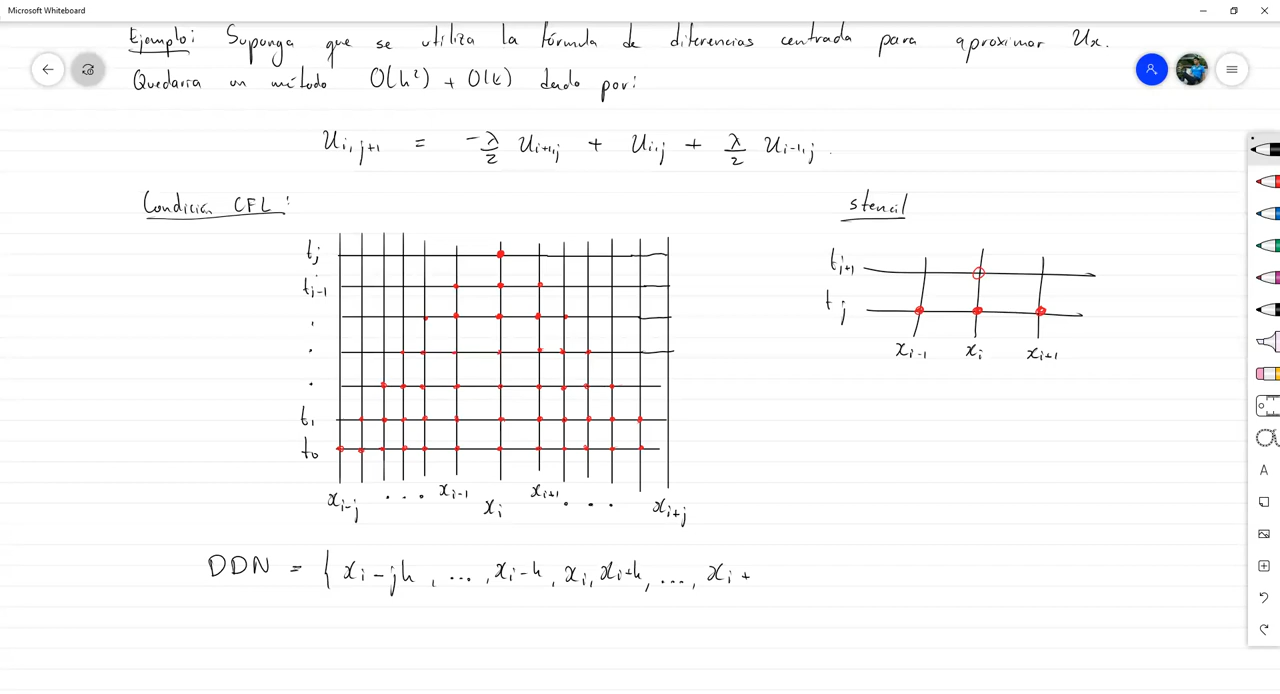 Microsoft Whiteboard
Ejemplo: Suponga que se utiliza la fórmula de diferencias centrada para aproximar Ux.
Quedaría un método O(h²) + O(k) dado por:
Ui,j+1 = -λ/2 Ui+1,j + Ui,j + λ/2 Ui-1,j.
Condición CFL:
stencil
tj
tj-1
.
.
.
t1
t0
xi-j ... xi-1 xi xi+1 ... xi+j
tj+1
tj
xi-1 xi xi+1
DDN = { xi-jh, ..., xi-h, xi, xi+h, ..., xi+
A